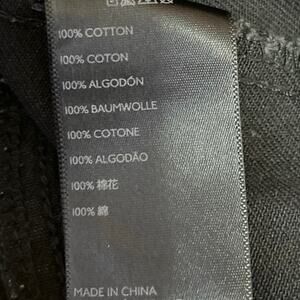 100% COTTON
100% COTON
100% ALGODÓN
100% BAUMWOLLE
100% COTONE
100% ALGODÃO
100% 棉花
100% 綿
MADE IN CHINA